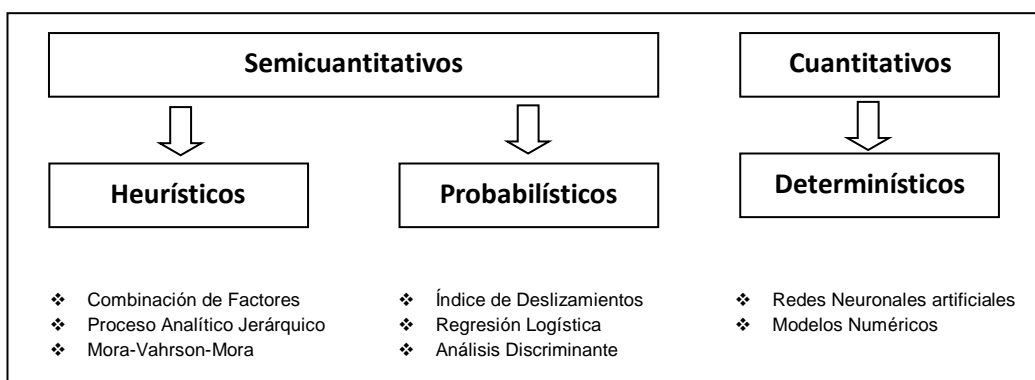 Semicuantitativos
Cuantitativos
Heurísticos
Probabilísticos
Determinísticos
❖ Combinación de Factores
❖ Proceso Analítico Jerárquico
❖ Mora-Vahrson-Mora
❖ Índice de Deslizamientos
❖ Regresión Logística
❖ Análisis Discriminante
❖ Redes Neuronales artificiales
❖ Modelos Numéricos